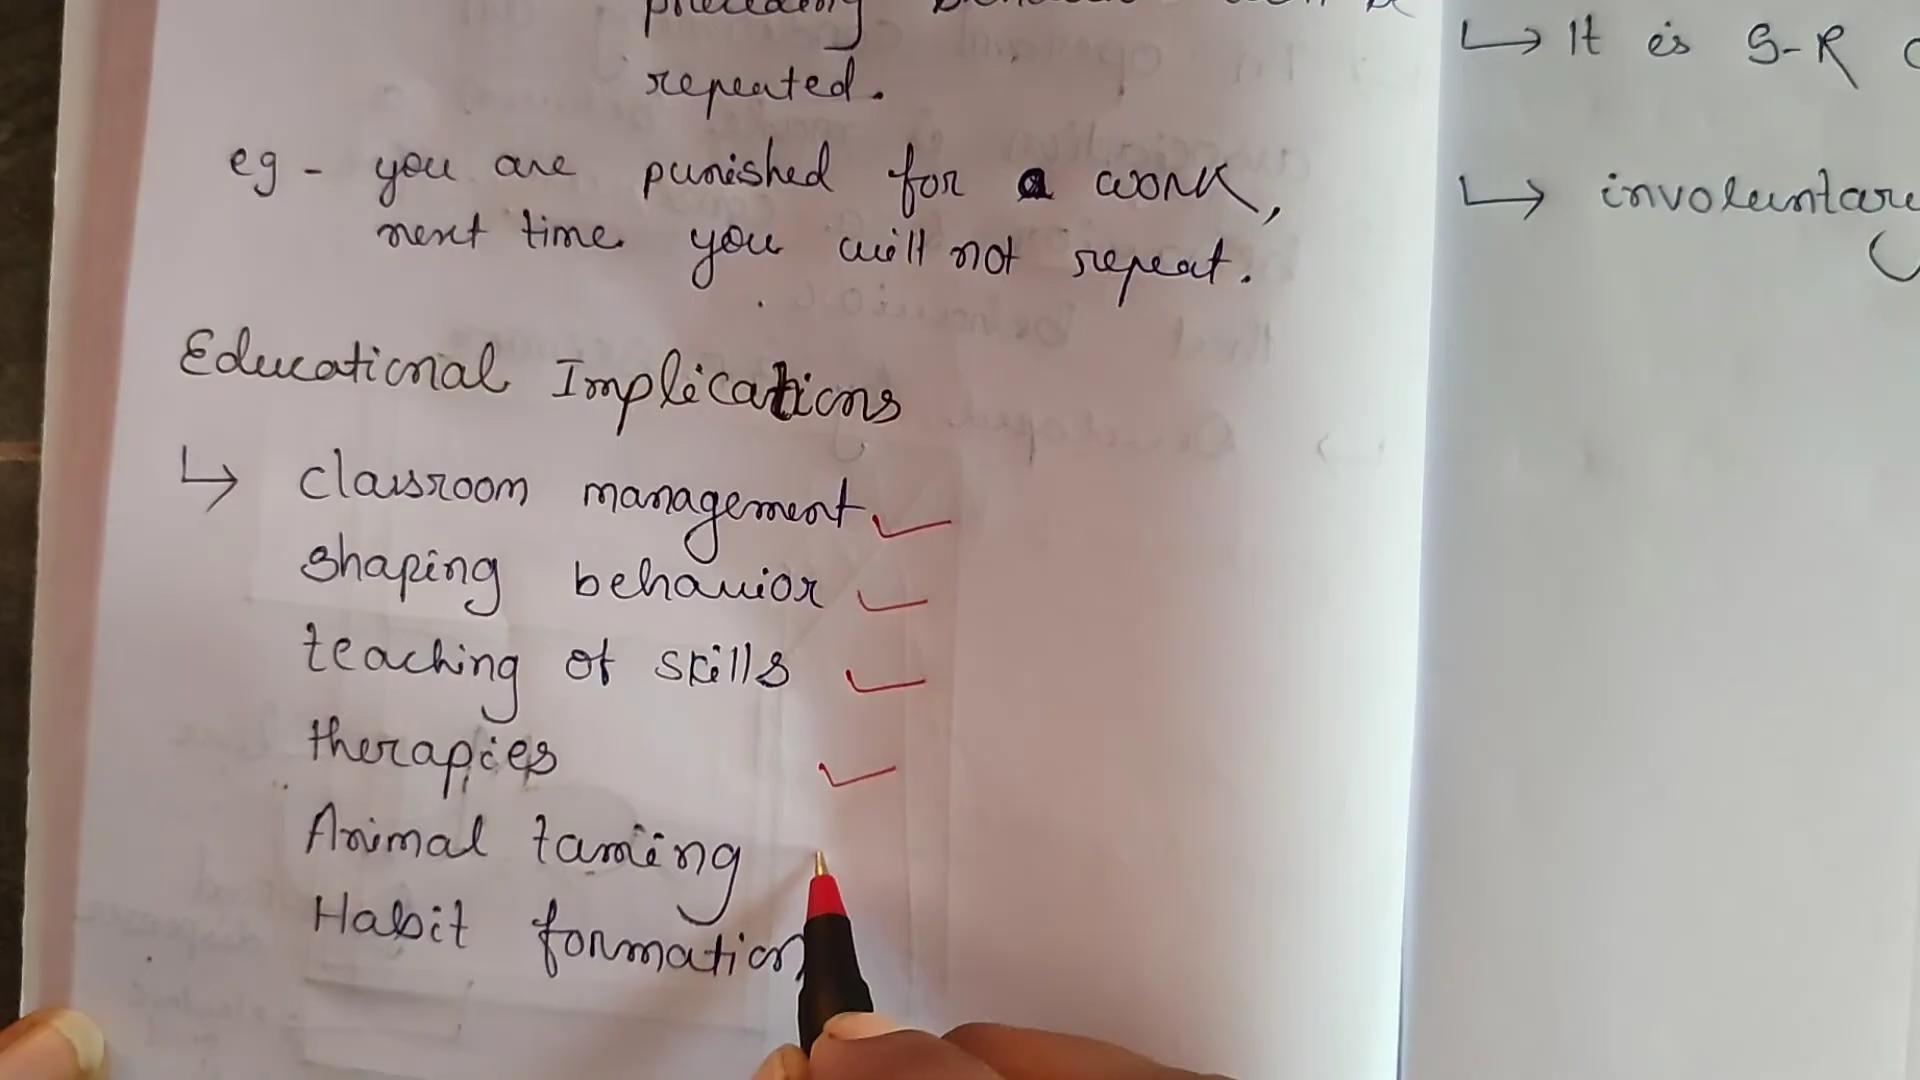 repeated.
eg - you are punished for a work,
next time you will not repeat.
Educational Implications
↳ classroom management
shaping behavior
teaching of skills
therapies
Animal taming
Habit formation
↳ It is S-R
↳ involuntary